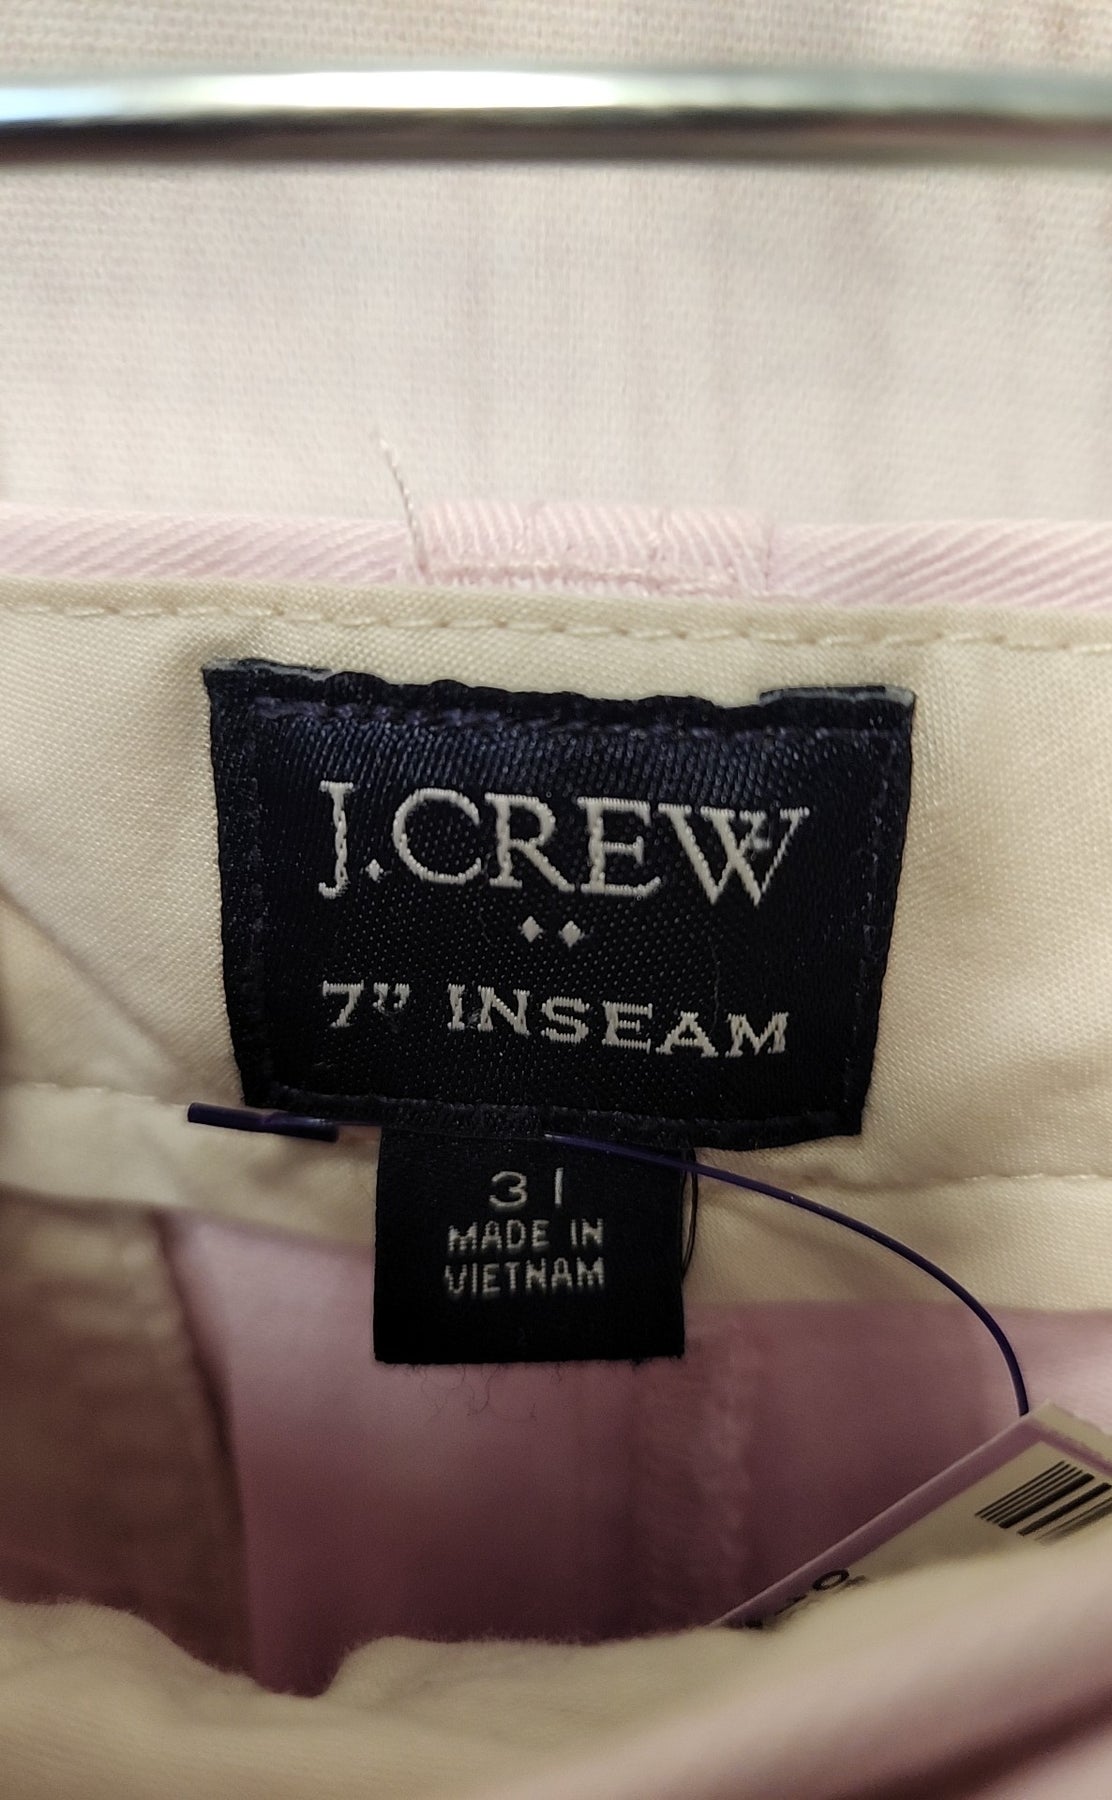 J.CREW
7" INSEAM
31
MADE IN
VIETNAM